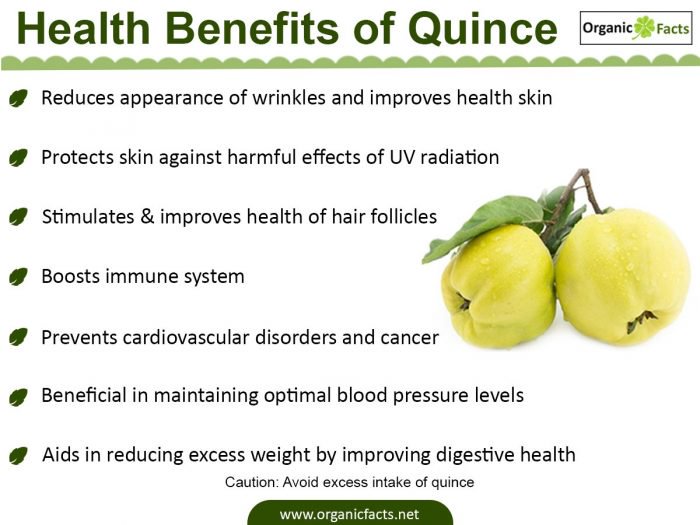 Health Benefits of Quince
Organic Facts
Reduces appearance of wrinkles and improves health skin
Protects skin against harmful effects of UV radiation
Stimulates & improves health of hair follicles
Boosts immune system
Prevents cardiovascular disorders and cancer
Beneficial in maintaining optimal blood pressure levels
Aids in reducing excess weight by improving digestive health
Caution: Avoid excess intake of quince
www.organicfacts.net